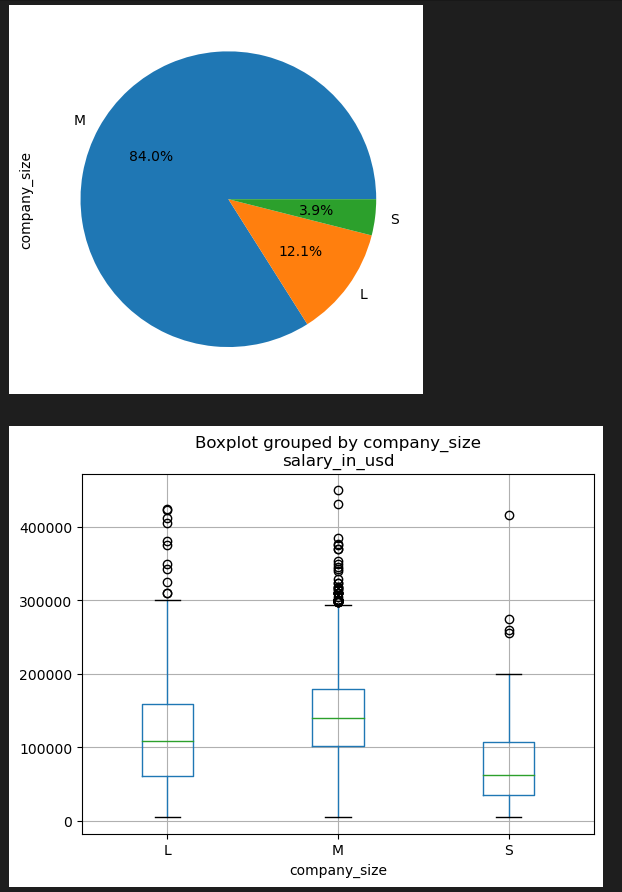 M
84.0%
company_size
3.9%
S
12.1%
L
Boxplot grouped by company_size
salary_in_usd
400000
300000
200000
100000
0
L M S
company_size